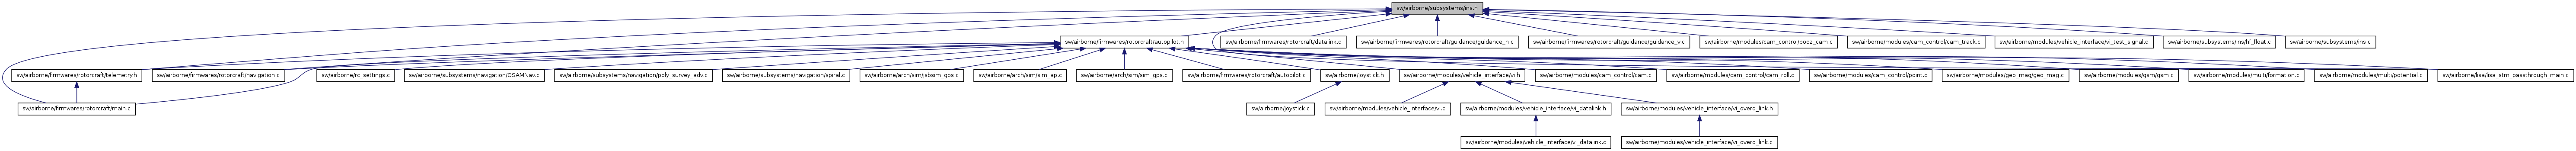 sw/airborne/subsystems/ins.h
sw/airborne/firmwares/rotorcraft/autopilot.h
sw/airborne/firmwares/rotorcraft/datalink.c
sw/airborne/firmwares/rotorcraft/guidance/guidance_h.c
sw/airborne/firmwares/rotorcraft/guidance/guidance_v.c
sw/airborne/modules/cam_control/booz_cam.c
sw/airborne/modules/cam_control/cam_track.c
sw/airborne/modules/vehicle_interface/vi_test_signal.c
sw/airborne/subsystems/ins/hf_float.c
sw/airborne/subsystems/ins.c
sw/airborne/firmwares/rotorcraft/telemetry.h
sw/airborne/firmwares/rotorcraft/navigation.c
sw/airborne/rc_settings.c
sw/airborne/subsystems/navigation/OSAMNav.c
sw/airborne/subsystems/navigation/poly_survey_adv.c
sw/airborne/subsystems/navigation/spiral.c
sw/airborne/arch/sim/jsbsim_gps.c
sw/airborne/arch/sim/sim_ap.c
sw/airborne/arch/sim/sim_gps.c
sw/airborne/firmwares/rotorcraft/autopilot.c
sw/airborne/joystick.h
sw/airborne/modules/vehicle_interface/vi.h
sw/airborne/modules/cam_control/cam.c
sw/airborne/modules/cam_control/cam_roll.c
sw/airborne/modules/cam_control/point.c
sw/airborne/modules/geo_mag/geo_mag.c
sw/airborne/modules/gsm/gsm.c
sw/airborne/modules/multi/formation.c
sw/airborne/modules/multi/potential.c
sw/airborne/lisa/lisa_stm_passthrough_main.c
sw/airborne/firmwares/rotorcraft/main.c
sw/airborne/joystick.c
sw/airborne/modules/vehicle_interface/vi.c
sw/airborne/modules/vehicle_interface/vi_datalink.h
sw/airborne/modules/vehicle_interface/vi_overo_link.h
sw/airborne/modules/vehicle_interface/vi_datalink.c
sw/airborne/modules/vehicle_interface/vi_overo_link.c